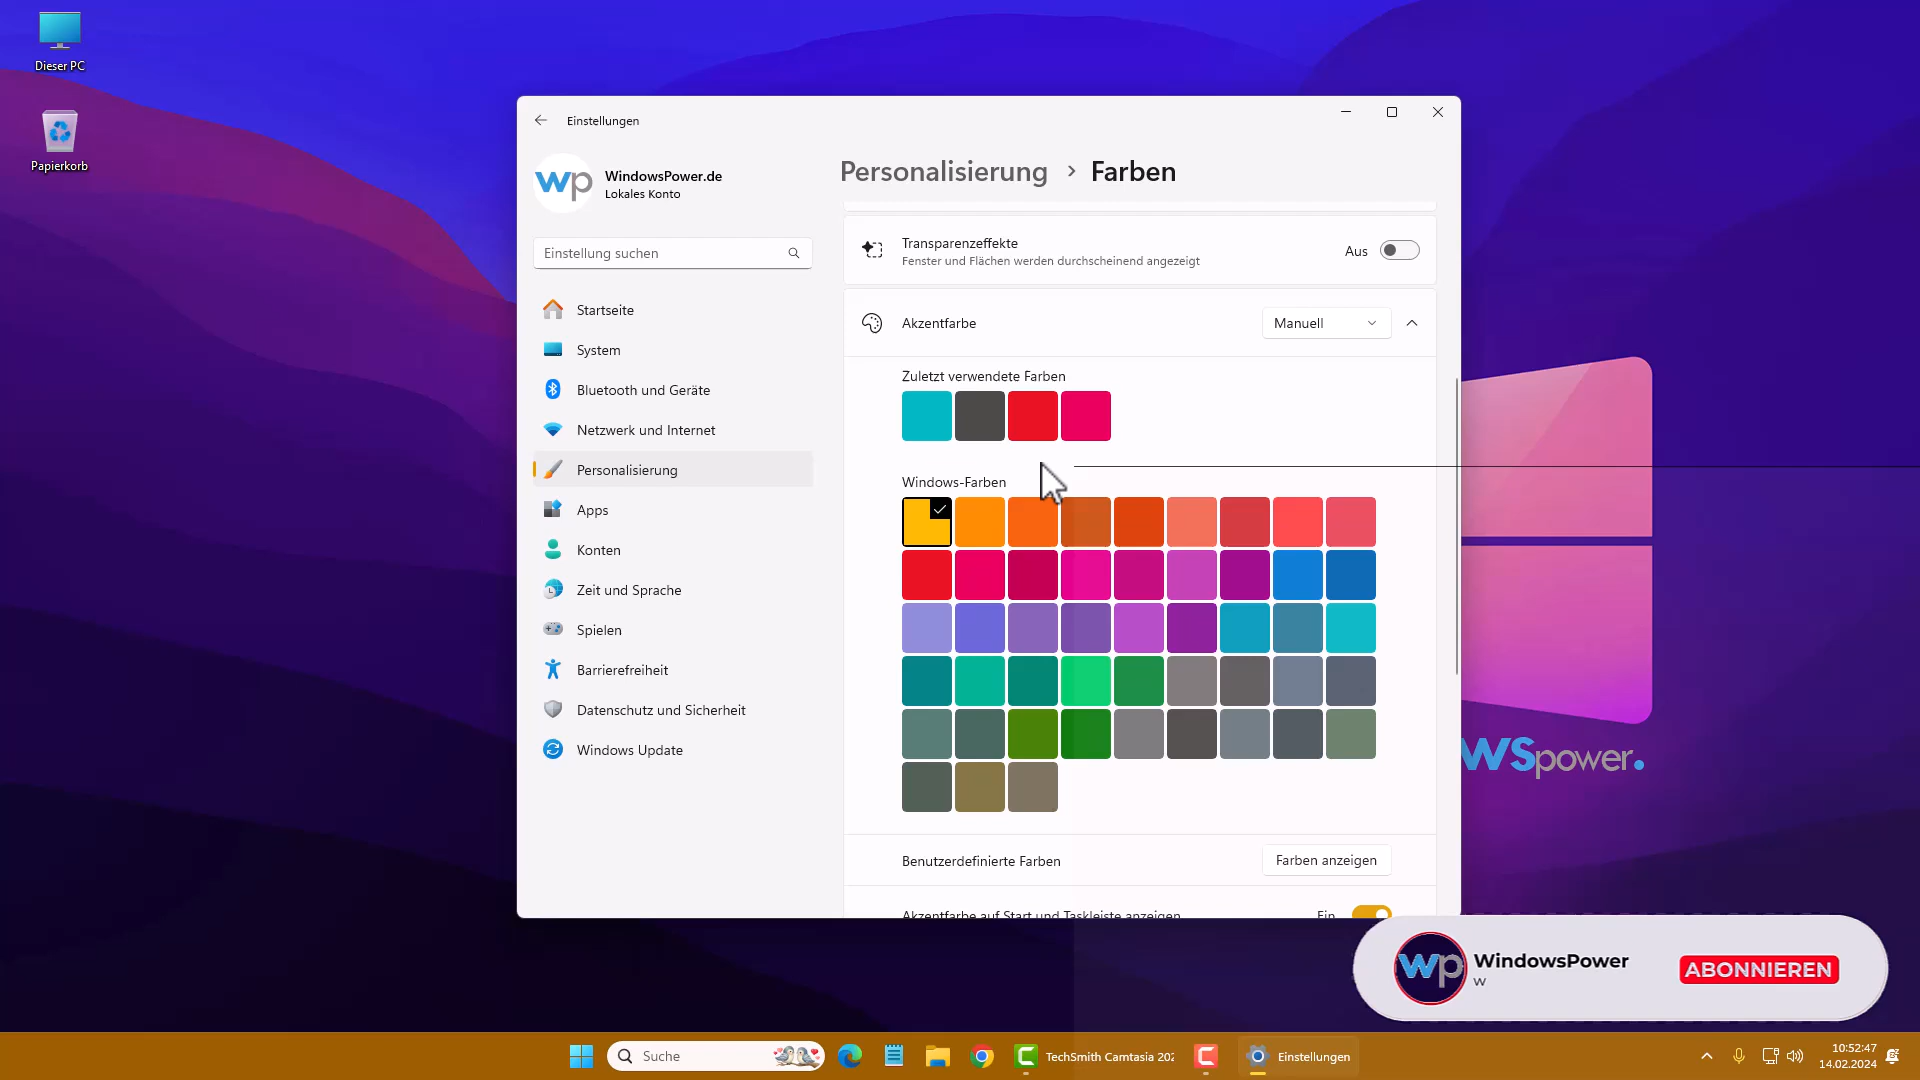 Dieser PC
Papierkorb
Einstellungen
wp
WindowsPower.de
Lokales Konto
Einstellung suchen
Startseite
System
Bluetooth und Geräte
Netzwerk und Internet
Personalisierung
Apps
Konten
Zeit und Sprache
Spielen
Barrierefreiheit
Datenschutz und Sicherheit
Windows Update
Personalisierung > Farben
Transparenzeffekte
Fenster und Flächen werden durchscheinend angezeigt
Aus
Akzentfarbe
Manuell
Zuletzt verwendete Farben
Windows-Farben
Benutzerdefinierte Farben
Farben anzeigen
Akzentfarbe auf Start und Taskleiste anzeigen
Ein
wspower.
wp
WindowsPower
W
ABONNIEREN
Suche
TechSmith Camtasia 202
Einstellungen
10:52:47
14.02.2024